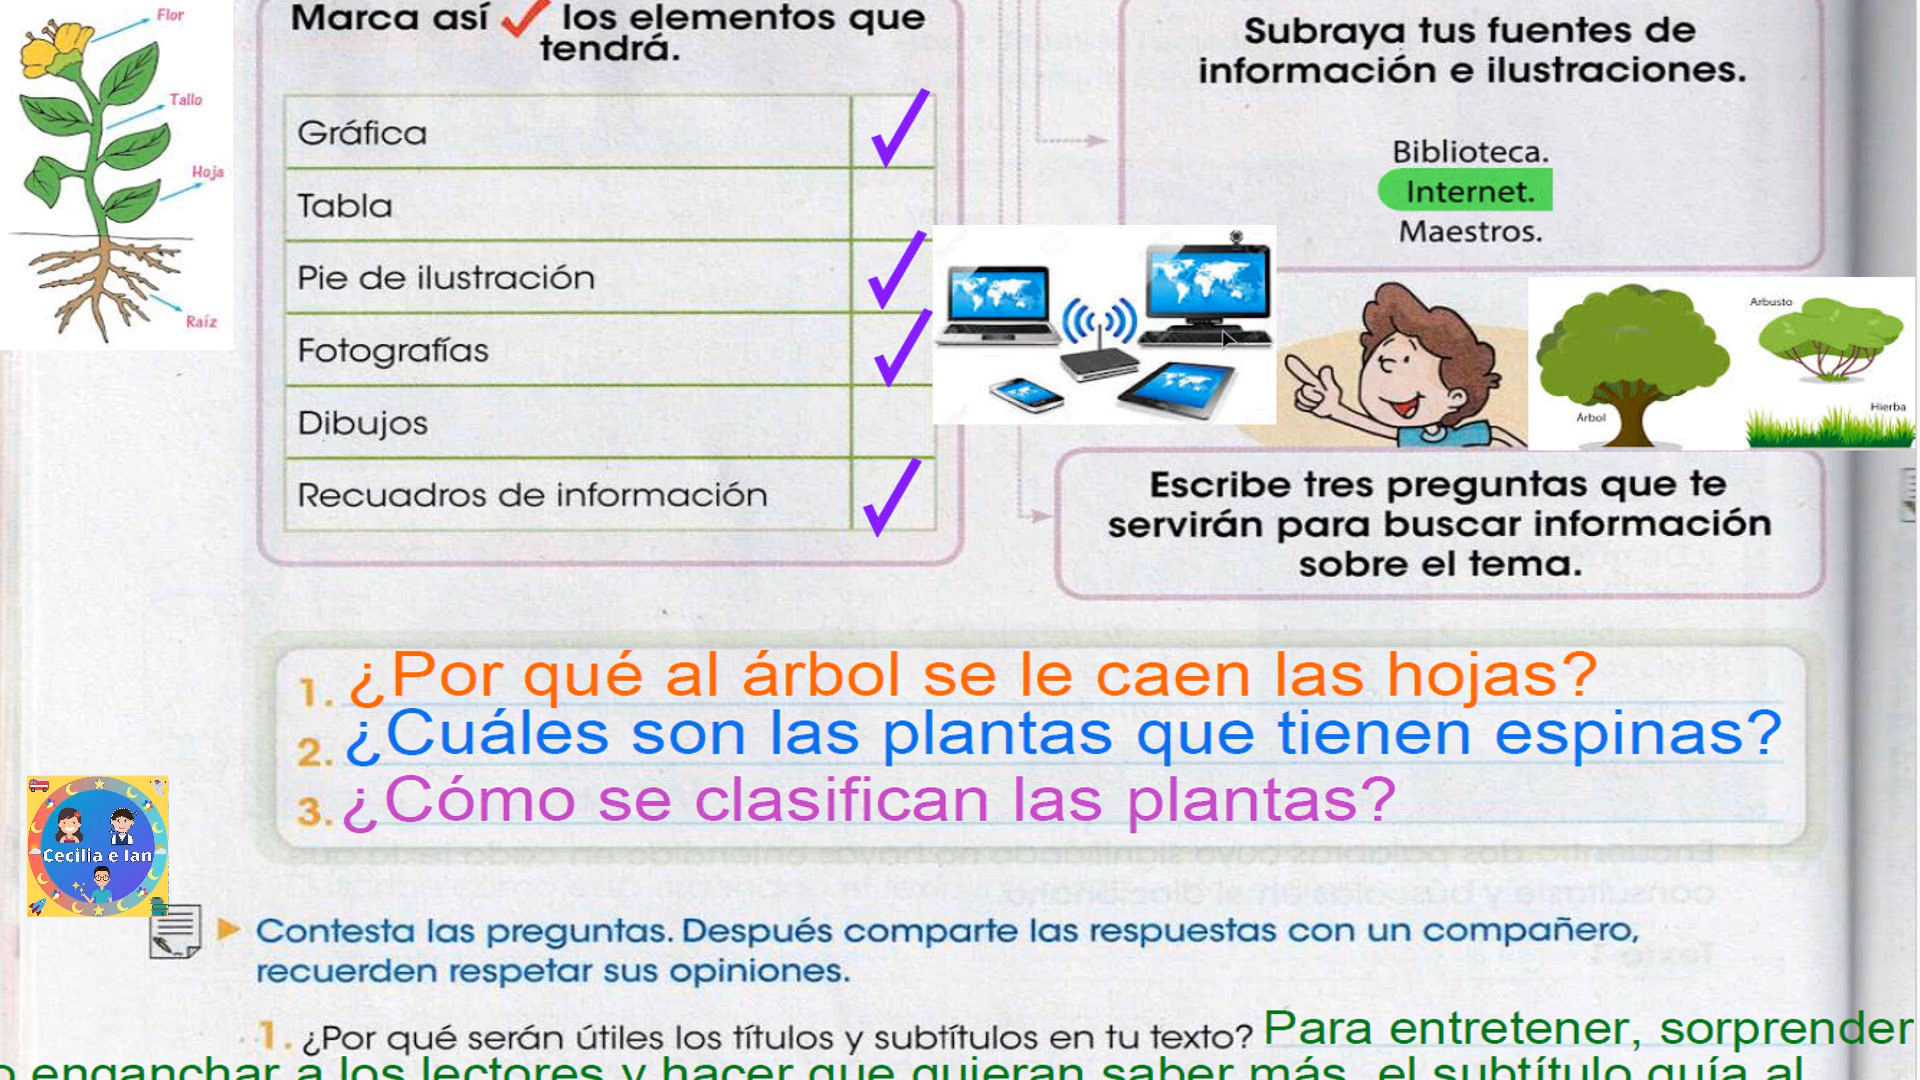 Flor
Tallo
Hoja
Raíz
Marca así los elementos que
tendrá.
Gráfica
Tabla
Pie de ilustración
Fotografías
Dibujos
Recuadros de información
Subraya tus fuentes de
información e ilustraciones.
Biblioteca.
Internet.
Maestros.
Arbusto
Árbol
Hierba
Escribe tres preguntas que te
servirán para buscar información
sobre el tema.
1. ¿Por qué al árbol se le caen las hojas?
2. ¿Cuáles son las plantas que tienen espinas?
3. ¿Cómo se clasifican las plantas?
Cecilia e Ian
Contesta las preguntas. Después comparte las respuestas con un compañero,
recuerden respetar sus opiniones.
1. ¿Por qué serán útiles los títulos y subtítulos en tu texto? Para entretener, sorprender
o enganchar a los lectores y hacer que quieran saber más, el subtítulo guía al